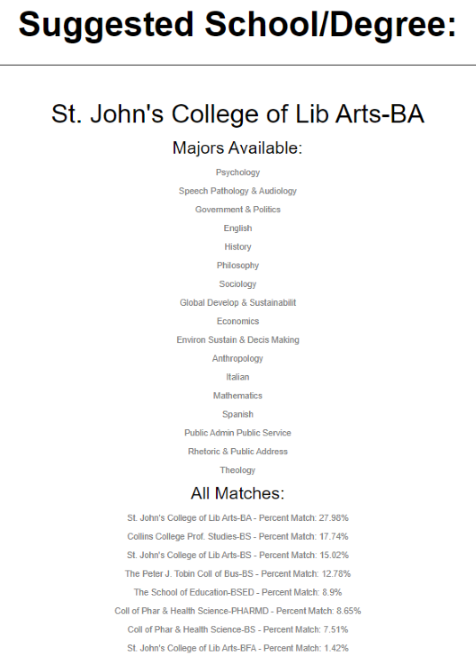 Suggested School/Degree:
St. John's College of Lib Arts-BA
Majors Available:
Psychology
Speech Pathology & Audiology
Government & Politics
English
History
Philosophy
Sociology
Global Develop & Sustainabilit
Economics
Environ Sustain & Decis Making
Anthropology
Italian
Mathematics
Spanish
Public Admin Public Service
Rhetoric & Public Address
Theology
All Matches:
St. John's College of Lib Arts-BA - Percent Match: 27.98%
Collins College Prof. Studies-BS - Percent Match: 17.74%
St. John's College of Lib Arts-BS - Percent Match: 15.02%
The Peter J. Tobin Coll of Bus-BS - Percent Match: 12.78%
The School of Education-BSED - Percent Match: 8.9%
Coll of Phar & Health Science-PHARMD - Percent Match: 8.65%
Coll of Phar & Health Science-BS - Percent Match: 7.51%
St. John's College of Lib Arts-BFA - Percent Match: 1.42%